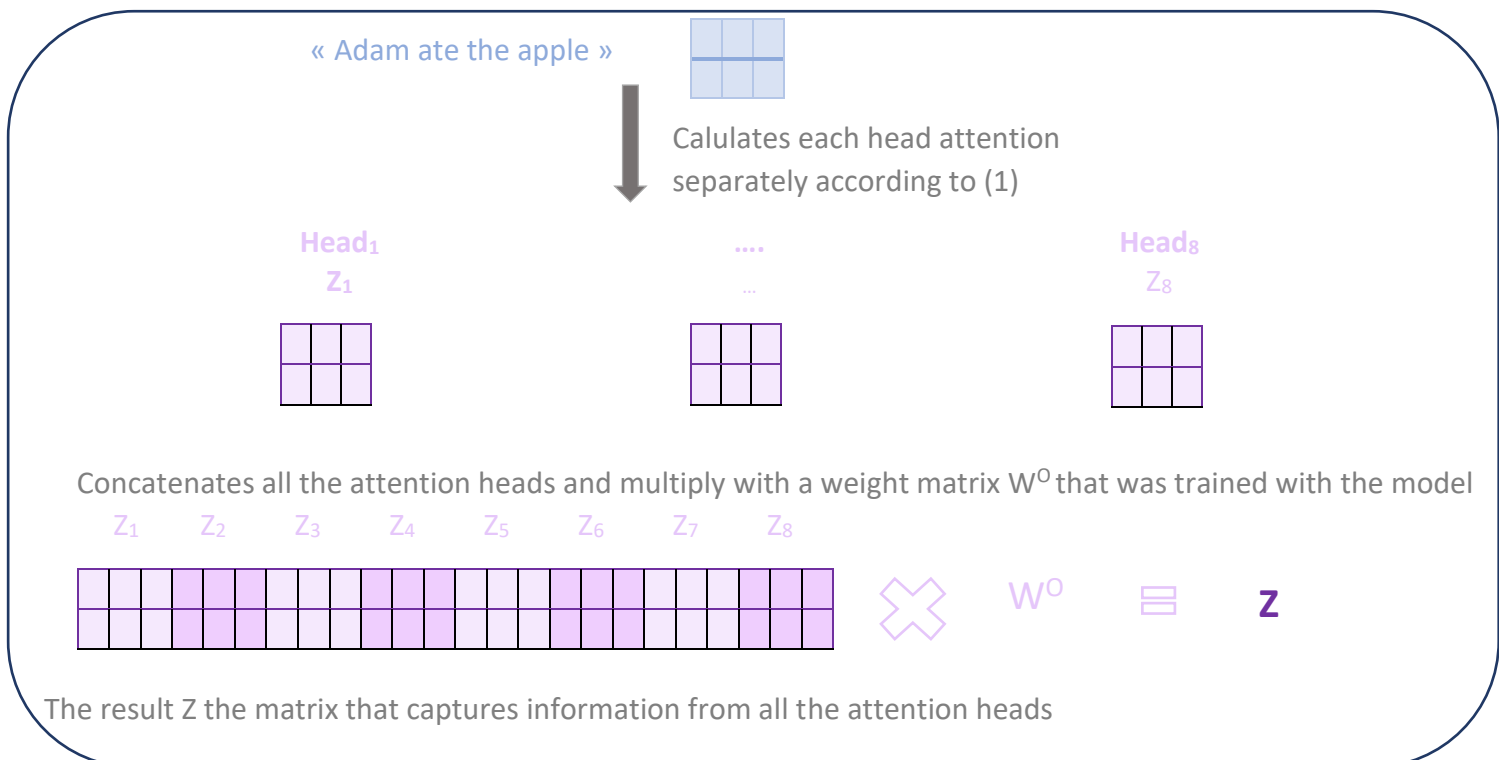 « Adam ate the apple »
Calulates each head attention
separately according to (1)
Head₁ .... Head₈
Z₁ ... Z₈
Concatenates all the attention heads and multiply with a weight matrix Wᴼ that was trained with the model
Z₁ Z₂ Z₃ Z₄ Z₅ Z₆ Z₇ Z₈
Wᴼ Z
The result Z the matrix that captures information from all the attention heads